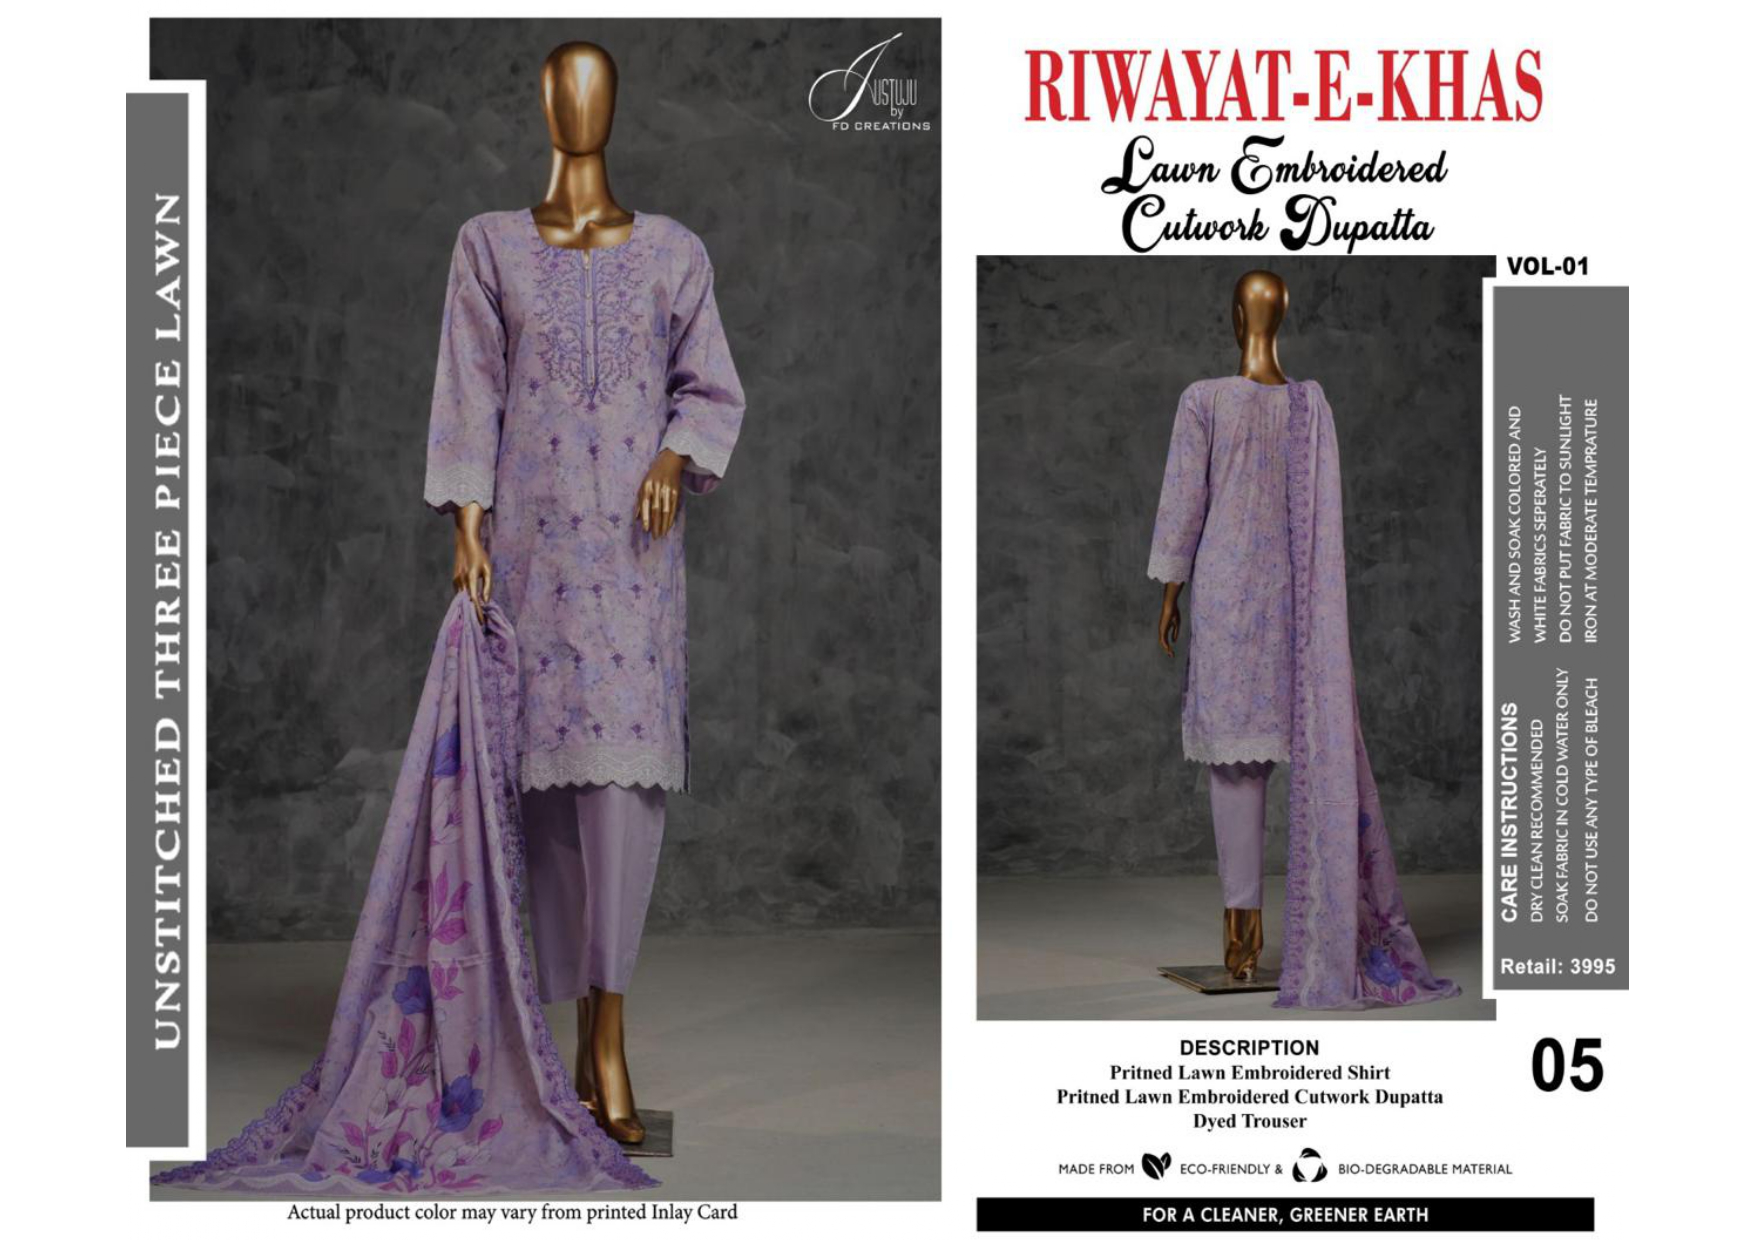 UNSTITCHED THREE PIECE LAWN
JUSTUJU
by
FD CREATIONS
Actual product color may vary from printed Inlay Card
RIWAYAT-E-KHAS
Lawn Embroidered
Cutwork Dupatta
VOL-01
CARE INSTRUCTIONS
DRY CLEAN RECOMMENDED
SOAK FABRIC IN COLD WATER ONLY
DO NOT USE ANY TYPE OF BLEACH
WASH AND SOAK COLORED AND
WHITE FABRICS SEPERATELY
DO NOT PUT FABRIC TO SUNLIGHT
IRON AT MODERATE TEMPRATURE
Retail: 3995
05
DESCRIPTION
Pritned Lawn Embroidered Shirt
Pritned Lawn Embroidered Cutwork Dupatta
Dyed Trouser
MADE FROM ECO-FRIENDLY & BIO-DEGRADABLE MATERIAL
FOR A CLEANER, GREENER EARTH